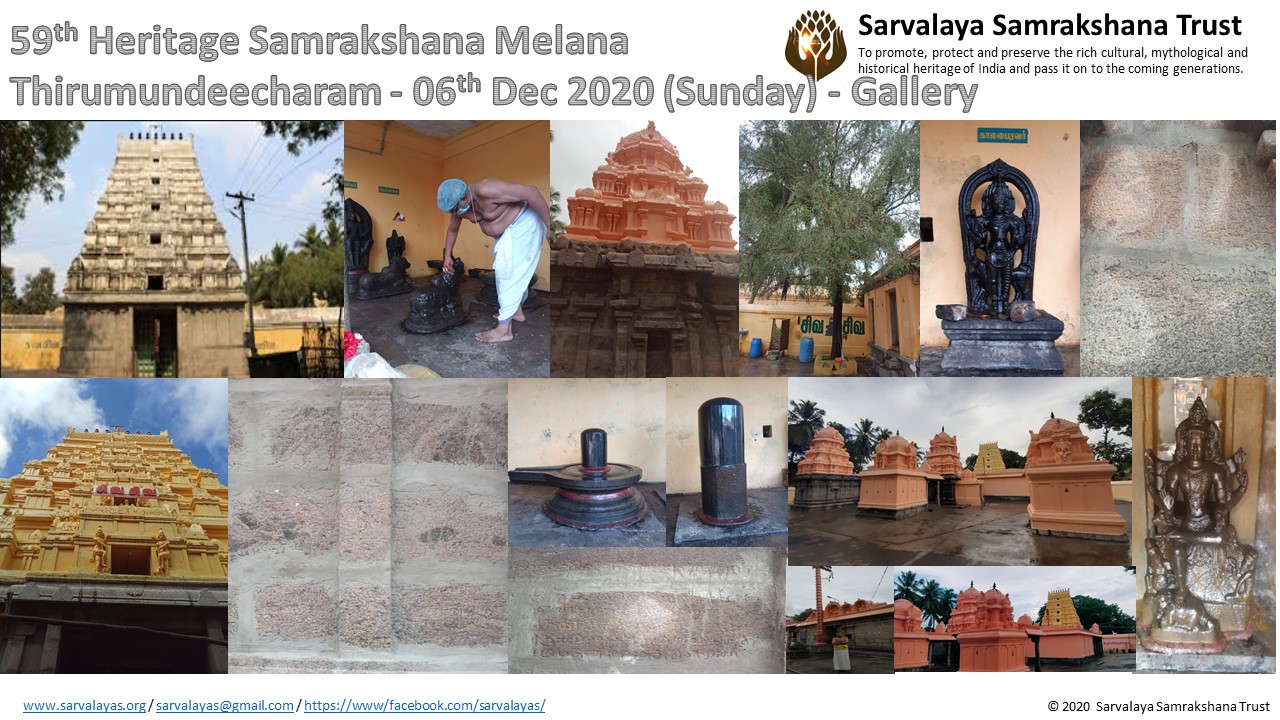 59th Heritage Samrakshana Melana
Thirumundeecharam - 06th Dec 2020 (Sunday) - Gallery
Sarvalaya Samrakshana Trust
To promote, protect and preserve the rich cultural, mythological and
historical heritage of India and pass it on to the coming generations.
காலபைரவர்
சிவ சிவ
www.sarvalayas.org / sarvalayas@gmail.com / https://www/facebook.com/sarvalayas/
© 2020 Sarvalaya Samrakshana Trust